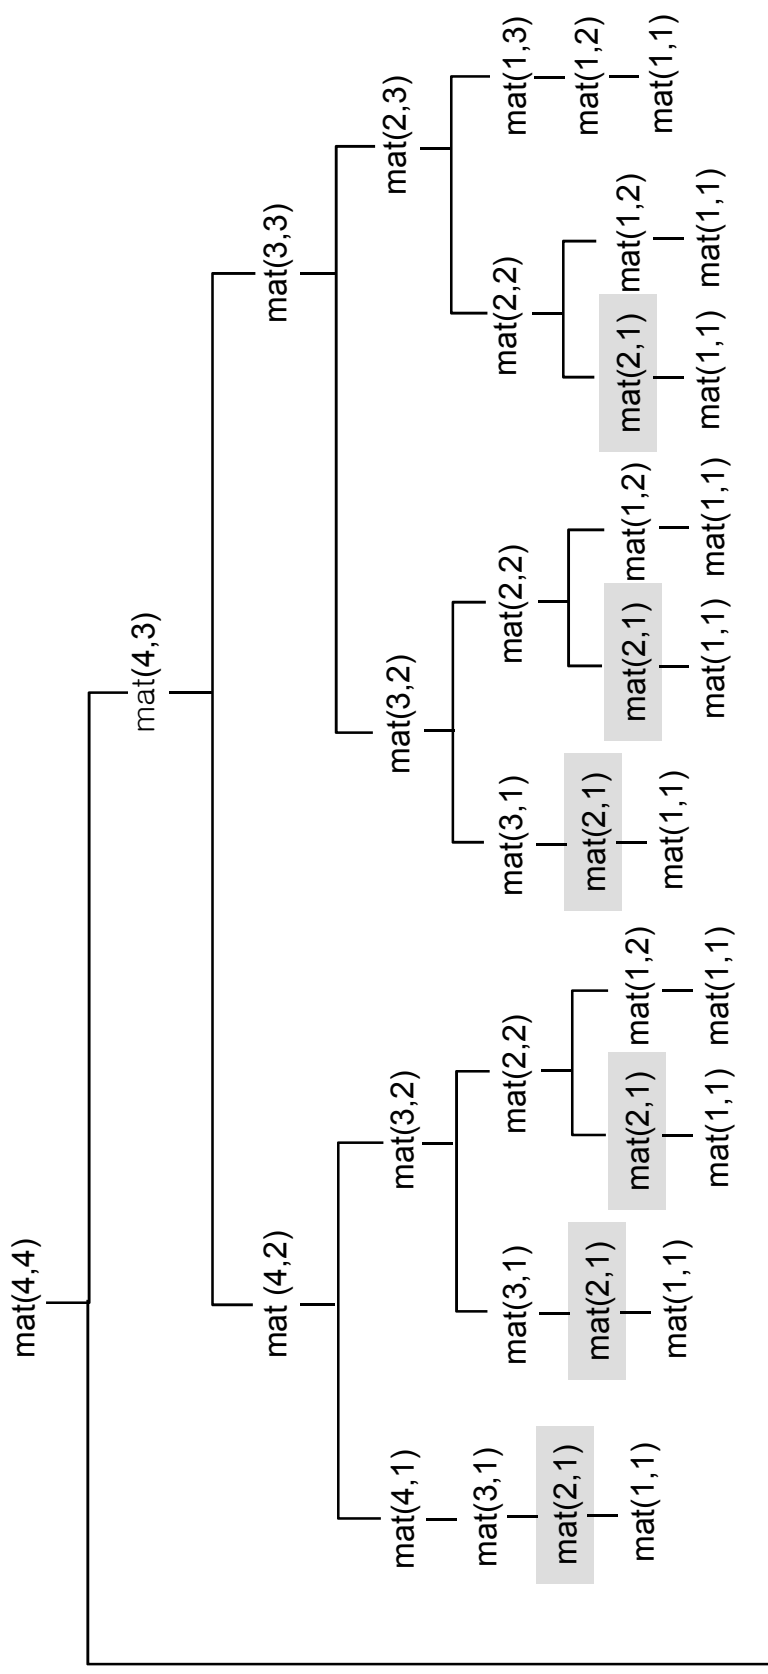 mat(4,4)
mat(4,3)
mat (4,2)
mat(3,3)
mat(4,1)
mat(3,2)
mat(3,2)
mat(2,3)
mat(3,1)
mat(3,1)
mat(2,2)
mat(3,1)
mat(2,2)
mat(2,2)
mat(1,3)
mat(2,1)
mat(2,1)
mat(2,1)
mat(1,2)
mat(2,1)
mat(2,1)
mat(1,2)
mat(2,1)
mat(1,2)
mat(1,2)
mat(1,1)
mat(1,1)
mat(1,1)
mat(1,1)
mat(1,1)
mat(1,1)
mat(1,1)
mat(1,1)
mat(1,1)
mat(1,1)